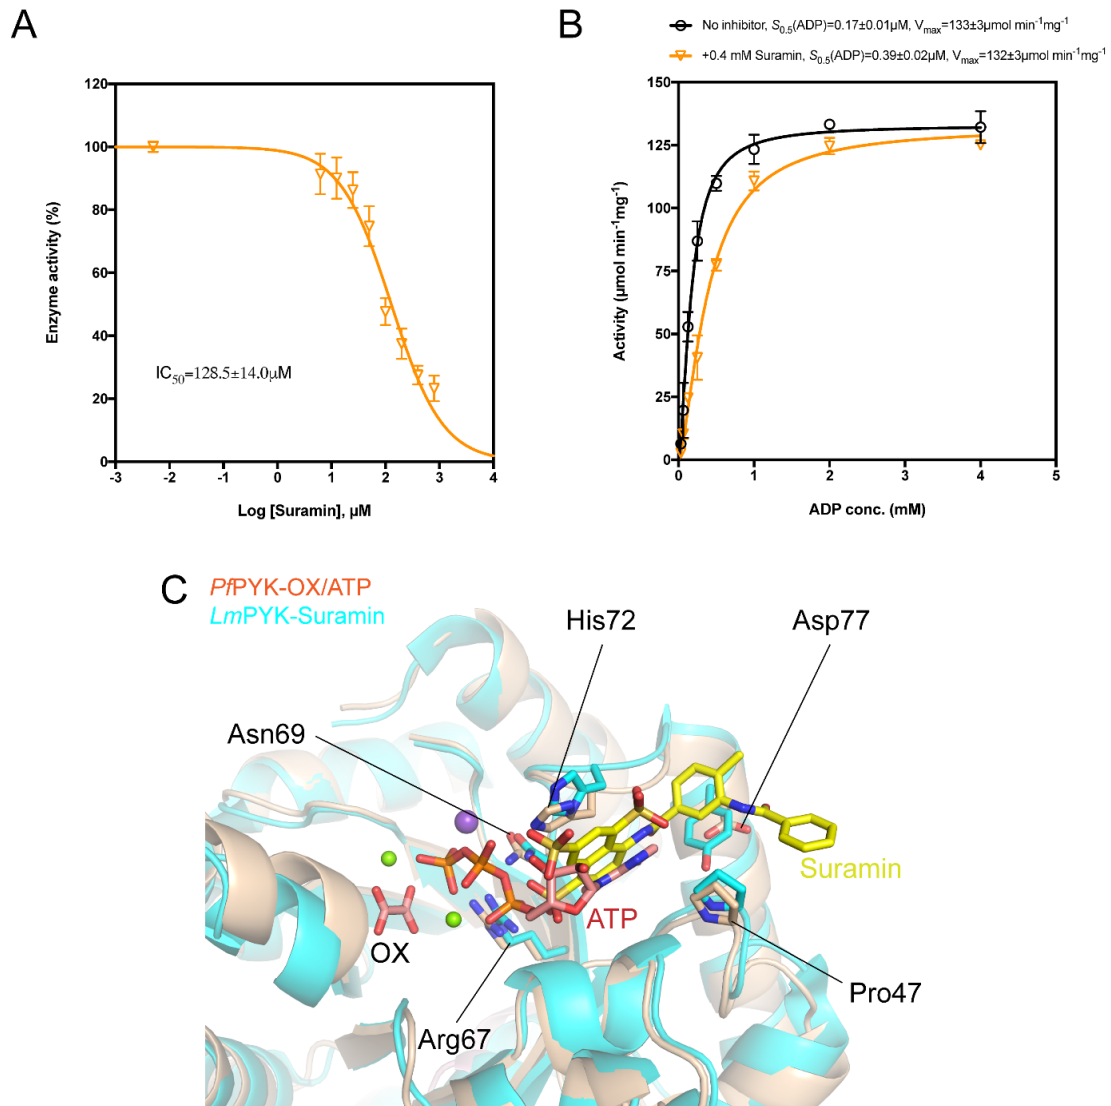 A
120
100
80
60
40
20
0
Enzyme activity (%)
IC50=128.5±14.0μM
-3 -2 -1 0 1 2 3 4
Log [Suramin], μM
B
No inhibitor, S0.5(ADP)=0.17±0.01μM, Vmax=133±3μmol min-1mg-1
+0.4 mM Suramin, S0.5(ADP)=0.39±0.02μM, Vmax=132±3μmol min-1mg-1
150
125
100
75
50
25
0
Activity (μmol min-1mg-1)
0 1 2 3 4 5
ADP conc. (mM)
C
PfPYK-OX/ATP
LmPYK-Suramin
His72
Asp77
Asn69
Suramin
ATP
OX
Pro47
Arg67